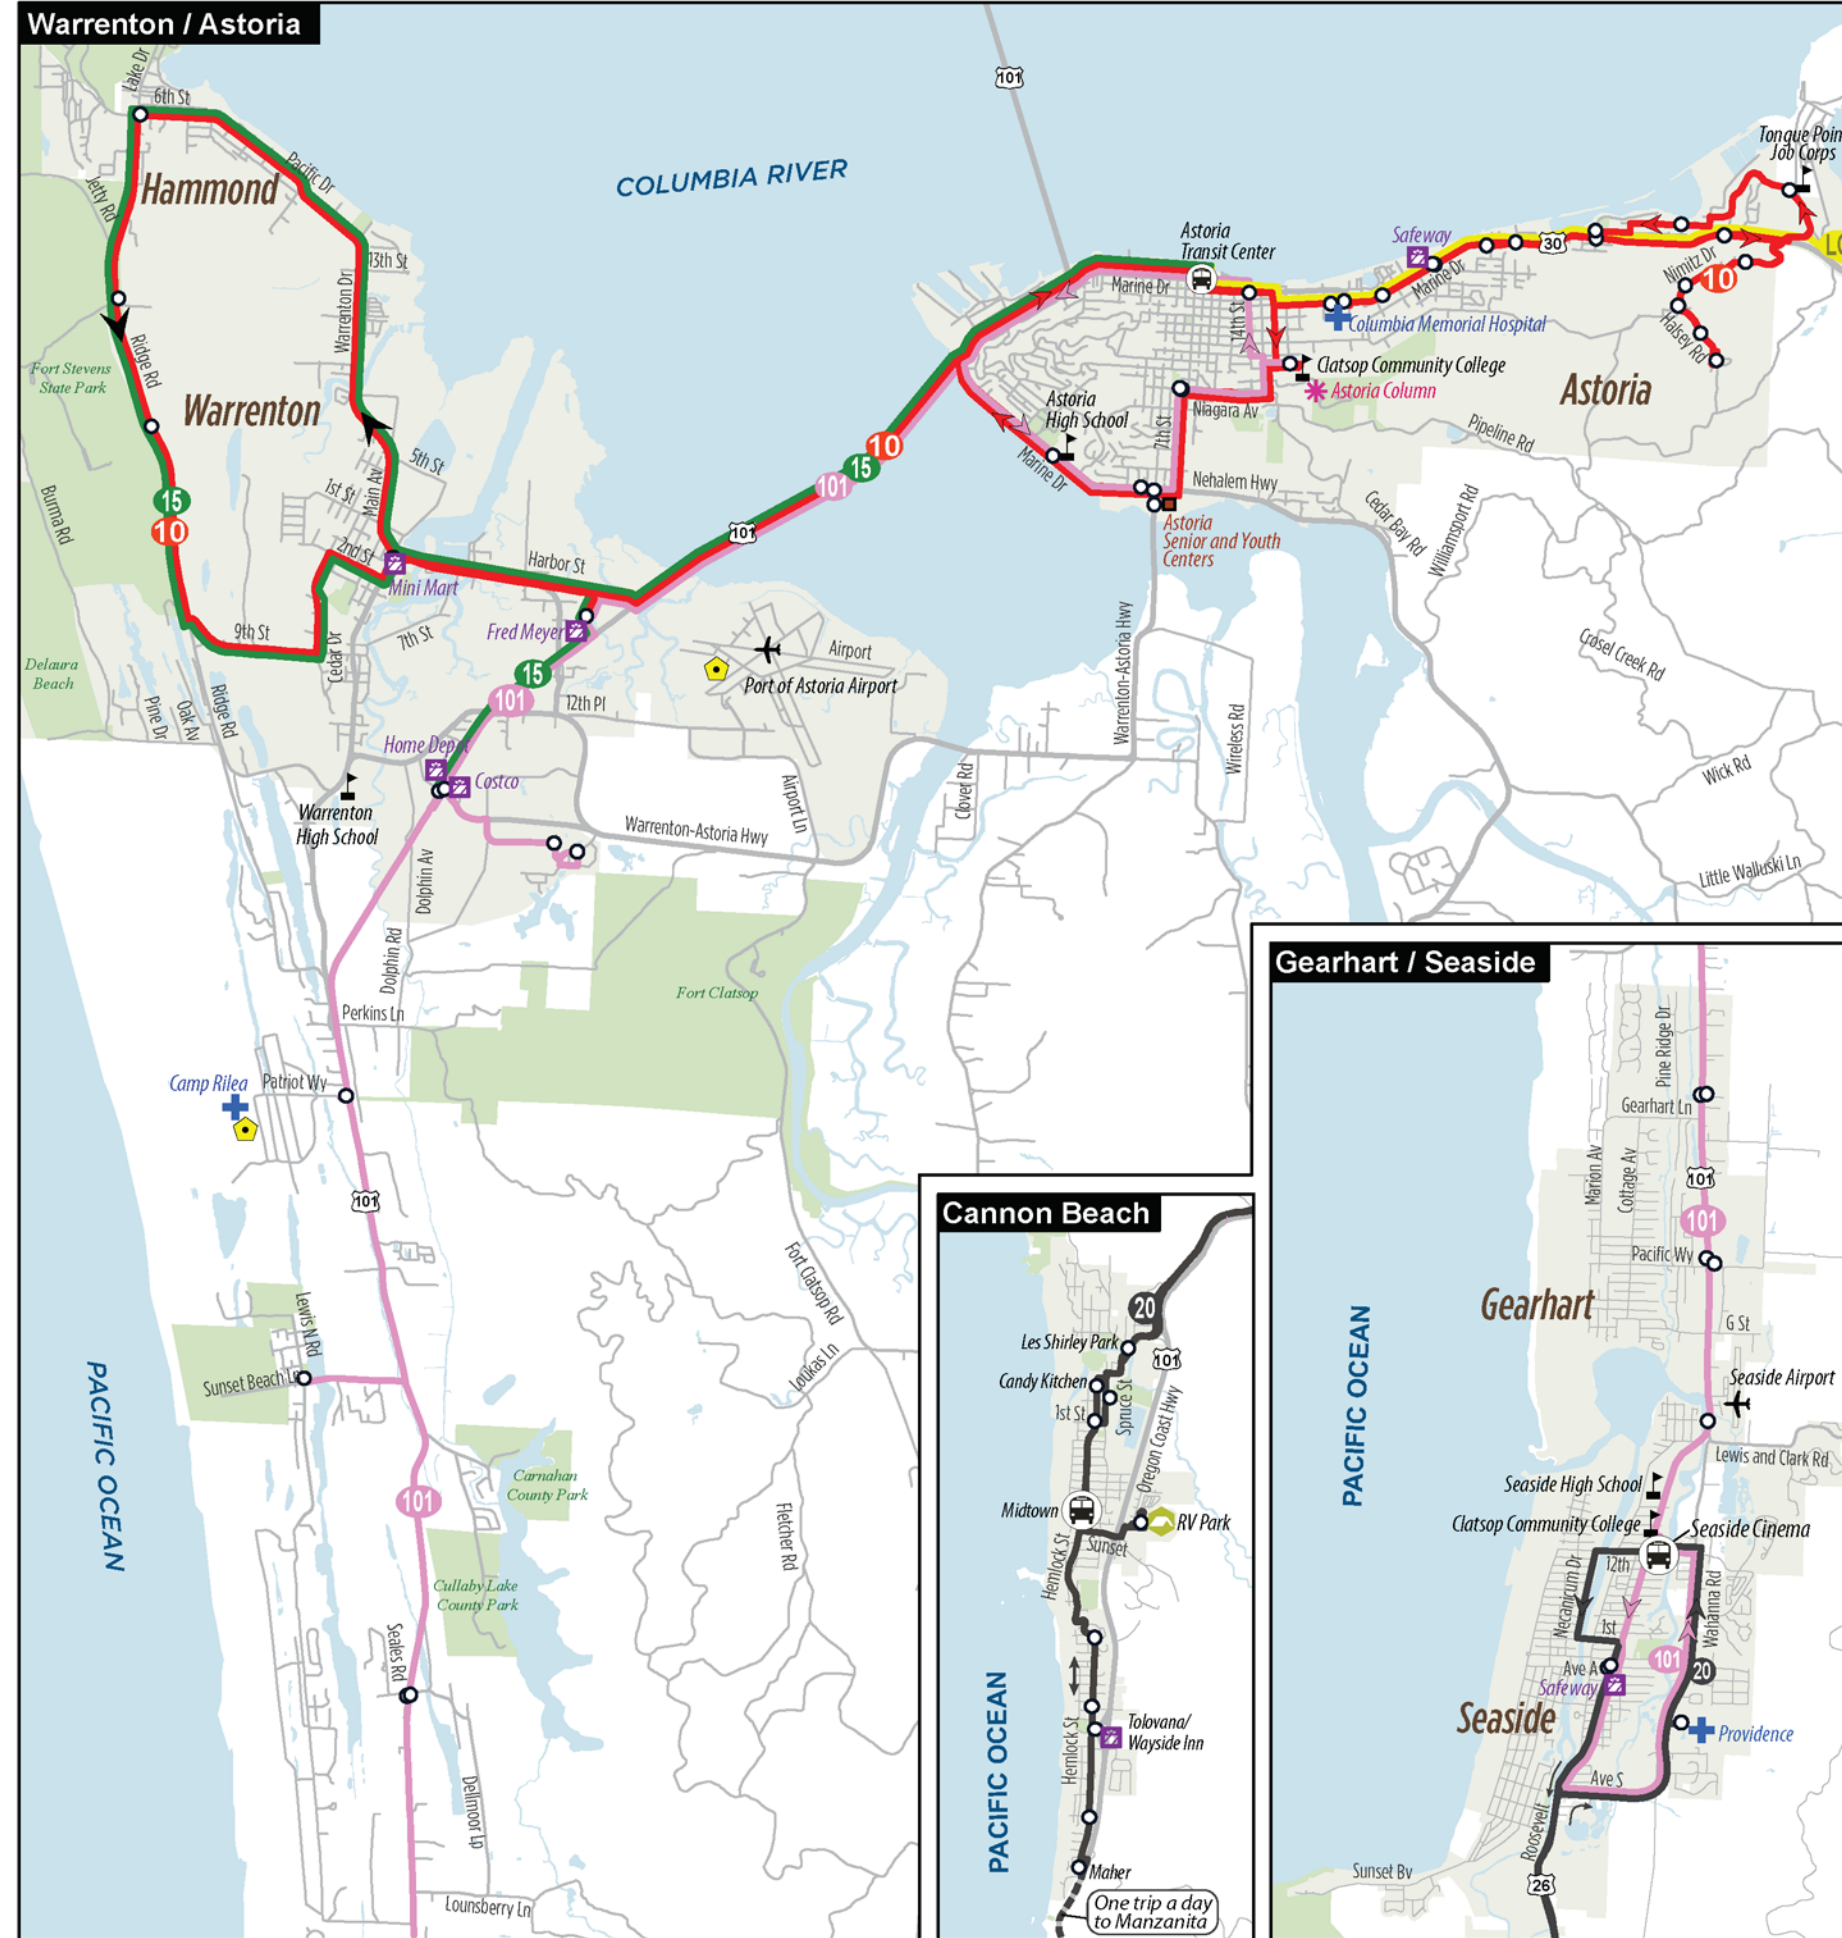 Warrenton / Astoria
Lake Dr
6th St
Pacific Dr
Jetty Rd
Hammond
13th St
Warrenton Dr
Ridge Rd
Fort Stevens
State Park
Warrenton
5th St
1st St
Main Av
Burma Rd
15
10
2nd St
Mini Mart
Harbor St
9th St
Cedar Dr
7th St
Fred Meyer
15
101
12th Pl
Delaura
Beach
Pine Dr
Oak Av
Ridge Rd
Home Depot
Costco
Warrenton
High School
Dolphin Av
Dolphin Rd
Warrenton-Astoria Hwy
Airport Ln
Airport
Port of Astoria Airport
COLUMBIA RIVER
101
101
101
15
10
Astoria
Transit Center
Marine Dr
14th St
Safeway
Marine Dr
30
Columbia Memorial Hospital
Clatsop Community College
Astoria Column
Astoria
Astoria
High School
Marine Dr
7th St
Niagara Av
Nehalem Hwy
Astoria
Senior and Youth
Centers
Tongue Poin
Job Corps
LO
Nimitz Dr
10
Halsey Rd
Pipeline Rd
Cedar Bay Rd
Williamsport Rd
Crosel Creek Rd
Wick Rd
Little Walluski Ln
Warrenton-Astoria Hwy
Wireless Rd
Clover Rd
Fort Clatsop
Perkins Ln
Camp Rilea
Patriot Wy
101
Lewis N Rd
Sunset Beach Ln
PACIFIC OCEAN
101
Carnahan
County Park
Cullaby Lake
County Park
Seales Rd
Dellmoor Lp
Lounsberry Ln
Fort Clatsop Rd
Loukas Ln
Fletcher Rd
Cannon Beach
20
Les Shirley Park
101
Candy Kitchen
1st St
Spruce St
Oregon Coast Hwy
Midtown
RV Park
Sunset
Hemlock St
PACIFIC OCEAN
Hemlock St
Tolovana/
Wayside Inn
Maher
One trip a day
to Manzanita
Gearhart / Seaside
Pine Ridge Dr
Gearhart Ln
Marion Av
Cottage Av
101
101
Pacific Wy
Gearhart
G St
PACIFIC OCEAN
Seaside Airport
Lewis and Clark Rd
Seaside High School
Clatsop Community College
Seaside Cinema
12th
Necanicum Dr
1st
Wahanna Rd
Ave A
Safeway
101
20
Seaside
Providence
Ave S
Roosevelt
Sunset Bv
26